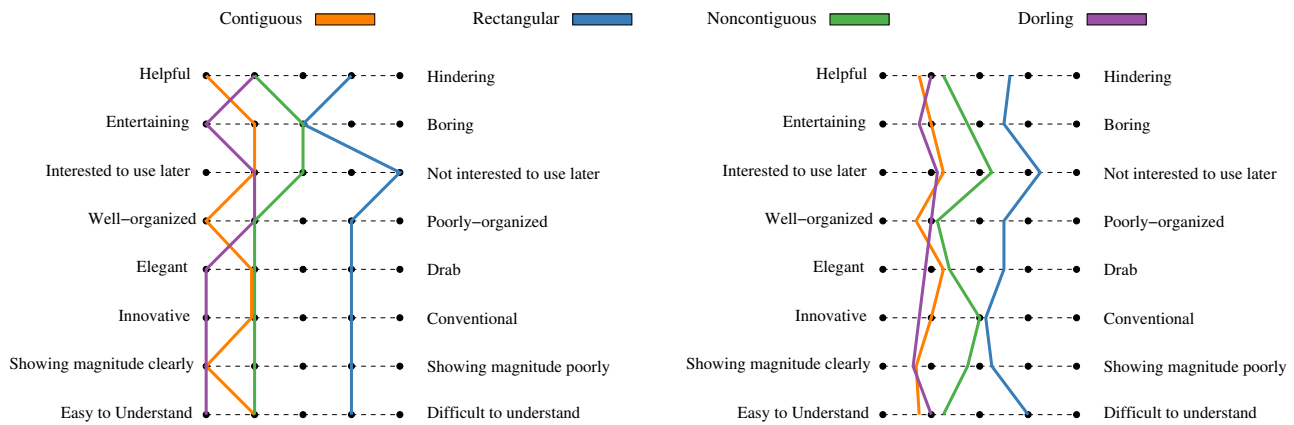 Contiguous Rectangular Noncontiguous Dorling
Helpful Hindering
Entertaining Boring
Interested to use later Not interested to use later
Well−organized Poorly−organized
Elegant Drab
Innovative Conventional
Showing magnitude clearly Showing magnitude poorly
Easy to Understand Difficult to understand
Helpful Hindering
Entertaining Boring
Interested to use later Not interested to use later
Well−organized Poorly−organized
Elegant Drab
Innovative Conventional
Showing magnitude clearly Showing magnitude poorly
Easy to Understand Difficult to understand